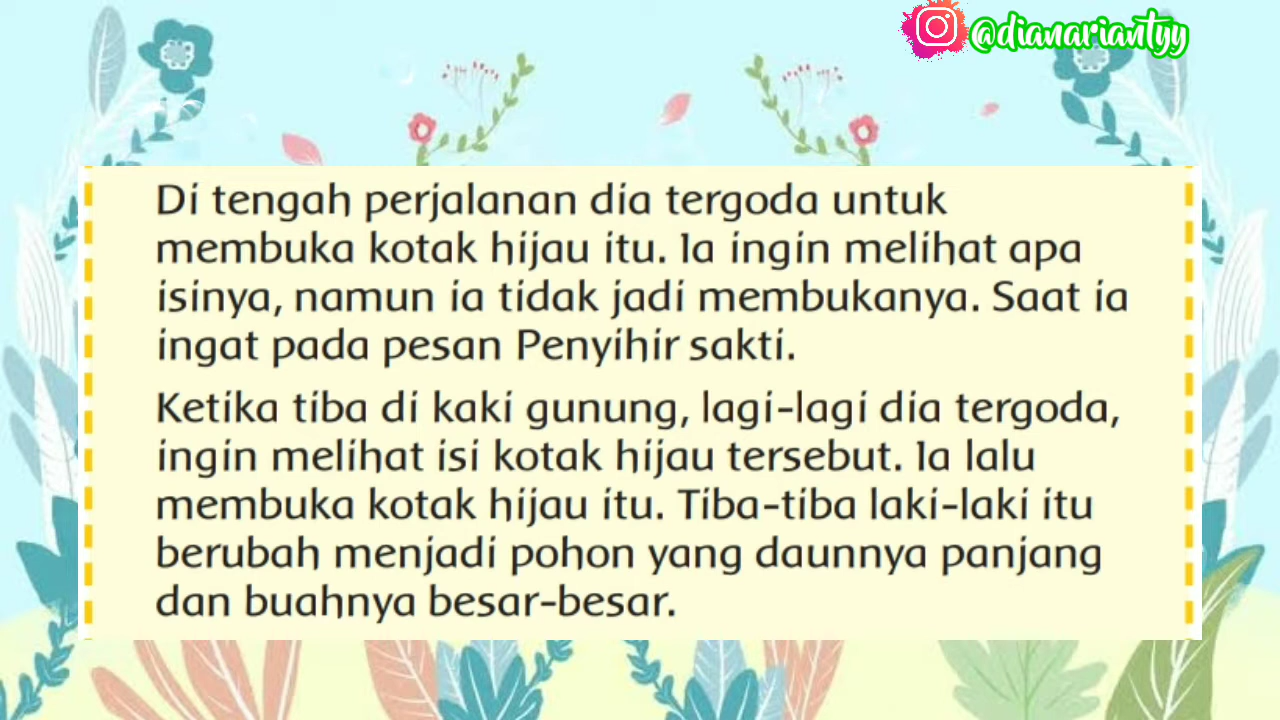 @dianariantyy
Di tengah perjalanan dia tergoda untuk
membuka kotak hijau itu. Ia ingin melihat apa
isinya, namun ia tidak jadi membukanya. Saat ia
ingat pada pesan Penyihir sakti.
Ketika tiba di kaki gunung, lagi-lagi dia tergoda,
ingin melihat isi kotak hijau tersebut. Ia lalu
membuka kotak hijau itu. Tiba-tiba laki-laki itu
berubah menjadi pohon yang daunnya panjang
dan buahnya besar-besar.